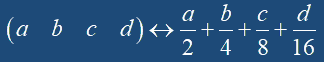 (a b c d) ↔ a/2 + b/4 + c/8 + d/16